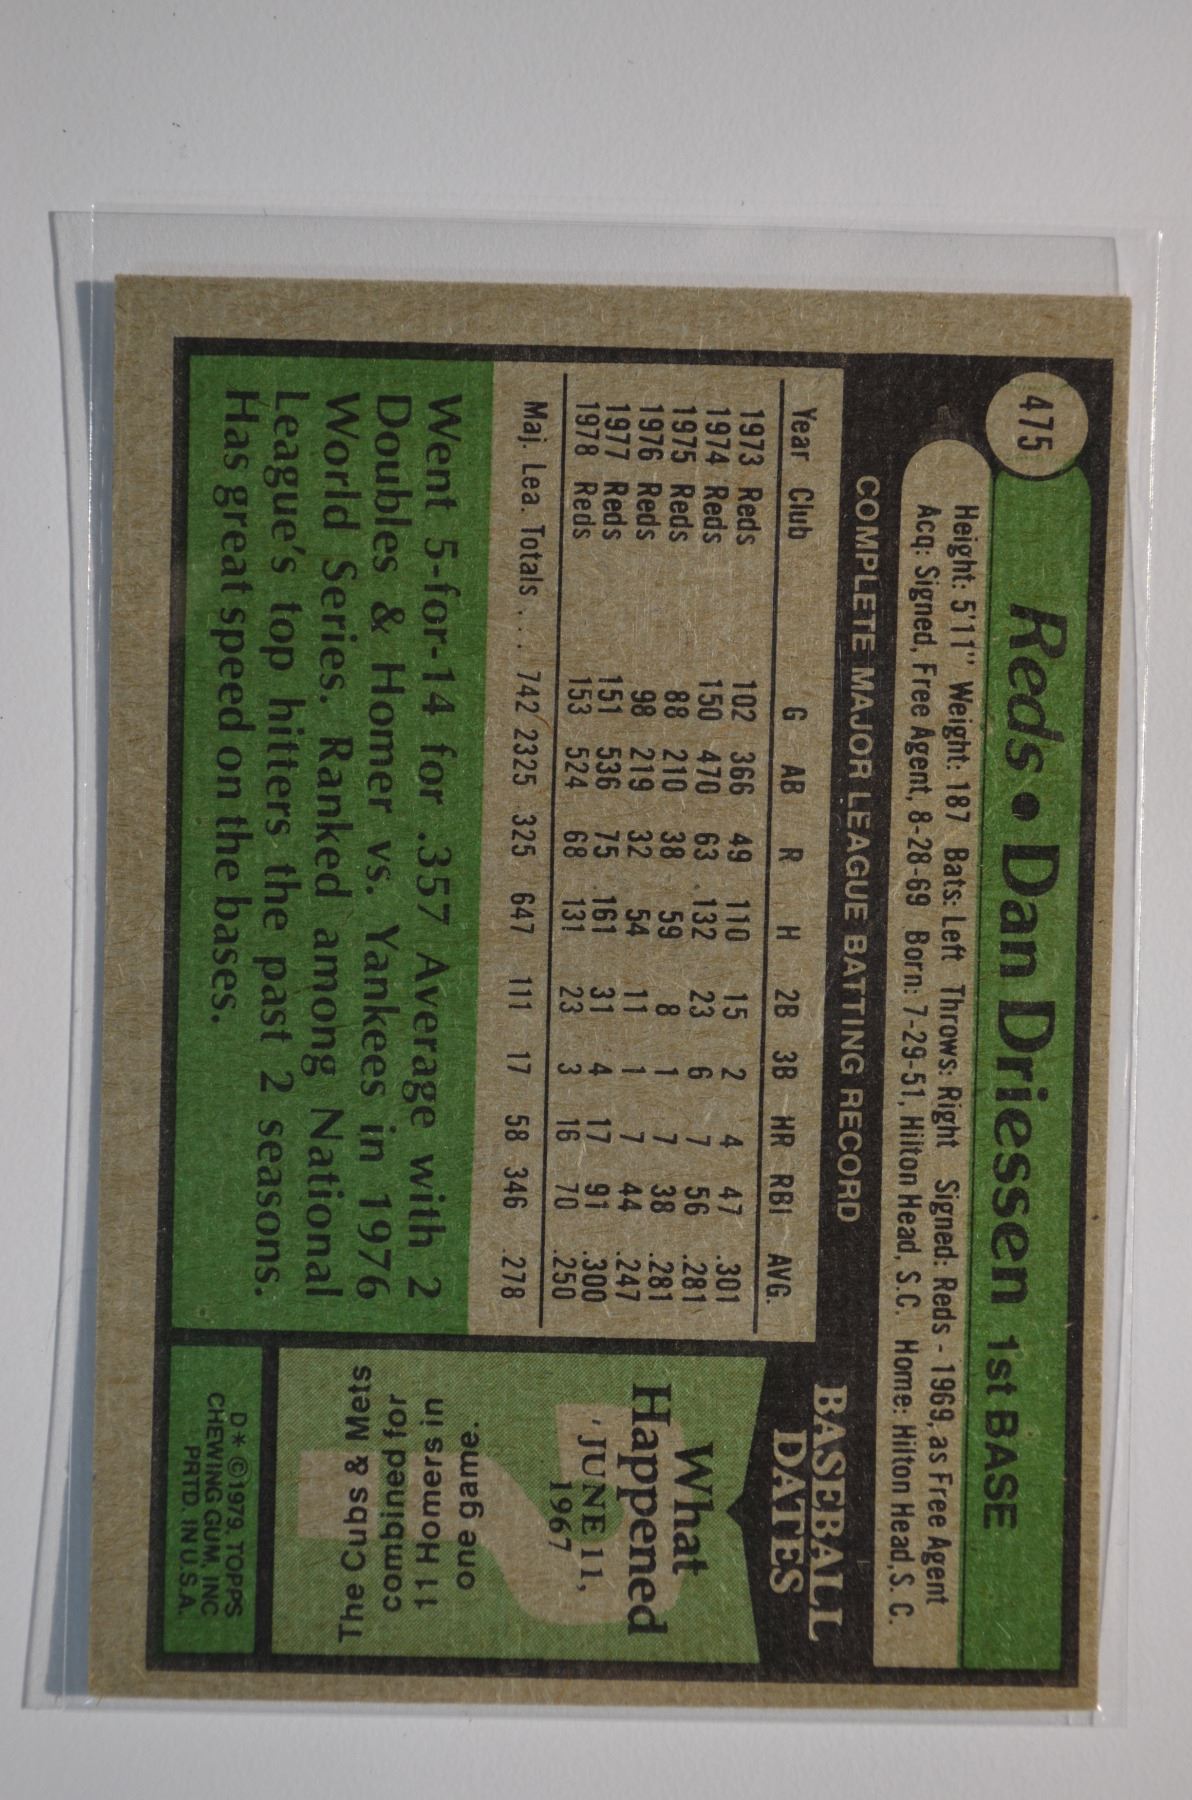 475
Reds • Dan Driessen 1st BASE
Height: 5'11" Weight: 187 Bats: Left Throws: Right Signed: Reds - 1969, as Free Agent
Acq: Signed, Free Agent, 8-28-69 Born: 7-29-51, Hilton Head, S.C. Home: Hilton Head, S. C.
COMPLETE MAJOR LEAGUE BATTING RECORD
Year Club G AB R H 2B 3B HR RBI AVG.
1973 Reds 102 366 49 110 15 2 4 47 .301
1974 Reds 150 470 63 132 23 6 7 56 .281
1975 Reds 88 210 38 59 8 1 7 38 .281
1976 Reds 98 219 32 54 11 1 7 44 .247
1977 Reds 151 536 75 161 31 4 17 91 .300
1978 Reds 153 524 68 131 23 3 16 70 .250
Maj. Lea. Totals . . . 742 2325 325 647 111 17 58 346 .278
Went 5-for-14 for .357 Average with 2
Doubles & Homer vs. Yankees in 1976
World Series. Ranked among National
League's top hitters the past 2 seasons.
Has great speed on the bases.
BASEBALL
DATES
What
Happened
JUNE 11,
1967
The Cubs & Mets
combined for
11 Homers in
one game.
D* ©1979, TOPPS
CHEWING GUM, INC
PRTD. IN U.S.A.